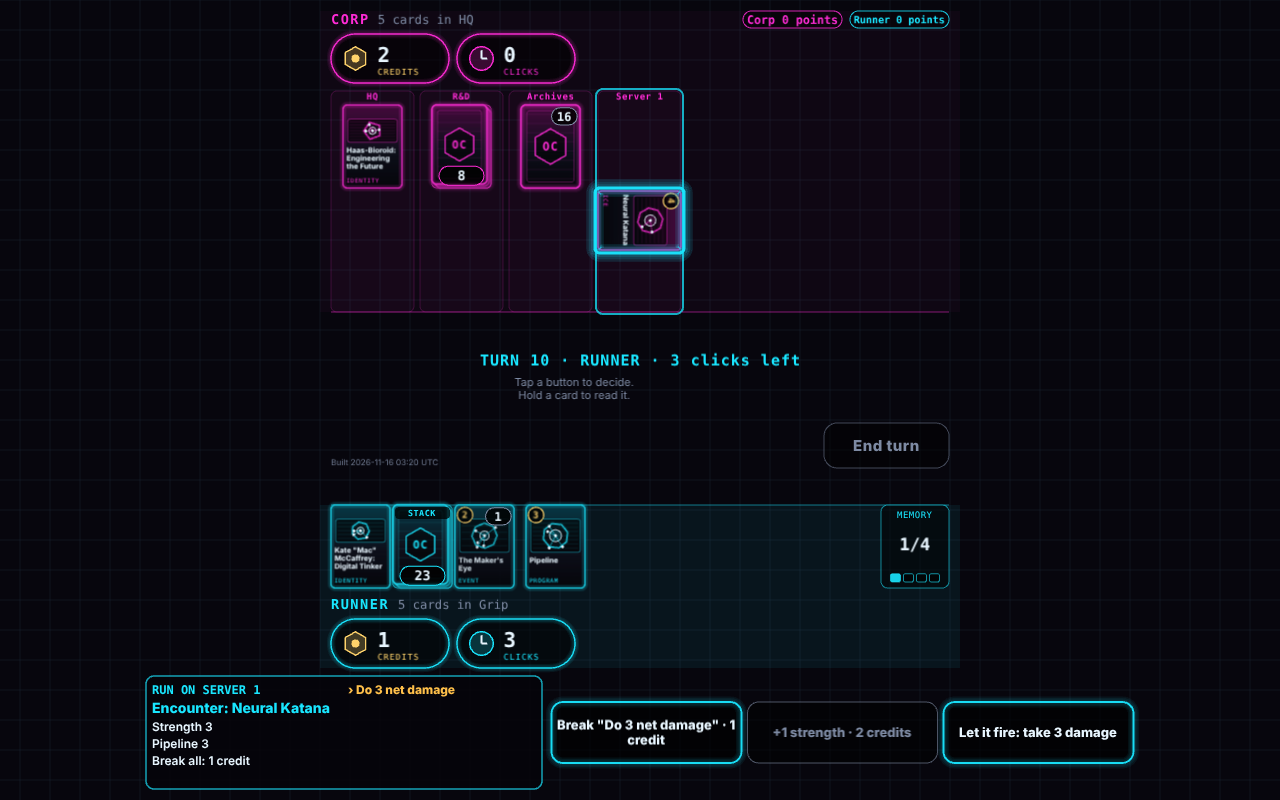 CORP 5 cards in HQ
Corp 0 points
Runner 0 points
2
CREDITS
0
CLICKS
HQ
R&D
Archives
Server 1
Haas-Bioroid:
Engineering
the Future
IDENTITY
OC
8
16
OC
4
Neural Katana
ICE
TURN 10 · RUNNER · 3 clicks left
Tap a button to decide.
Hold a card to read it.
End turn
Built 2026-11-16 03:20 UTC
Kate "Mac"
McCaffrey:
Digital Tinker
IDENTITY
STACK
OC
23
2
1
The Maker's
Eye
EVENT
3
Pipeline
PROGRAM
MEMORY
1/4
RUNNER 5 cards in Grip
1
CREDITS
3
CLICKS
RUN ON SERVER 1
› Do 3 net damage
Encounter: Neural Katana
Strength 3
Pipeline 3
Break all: 1 credit
Break "Do 3 net damage" · 1
credit
+1 strength · 2 credits
Let it fire: take 3 damage